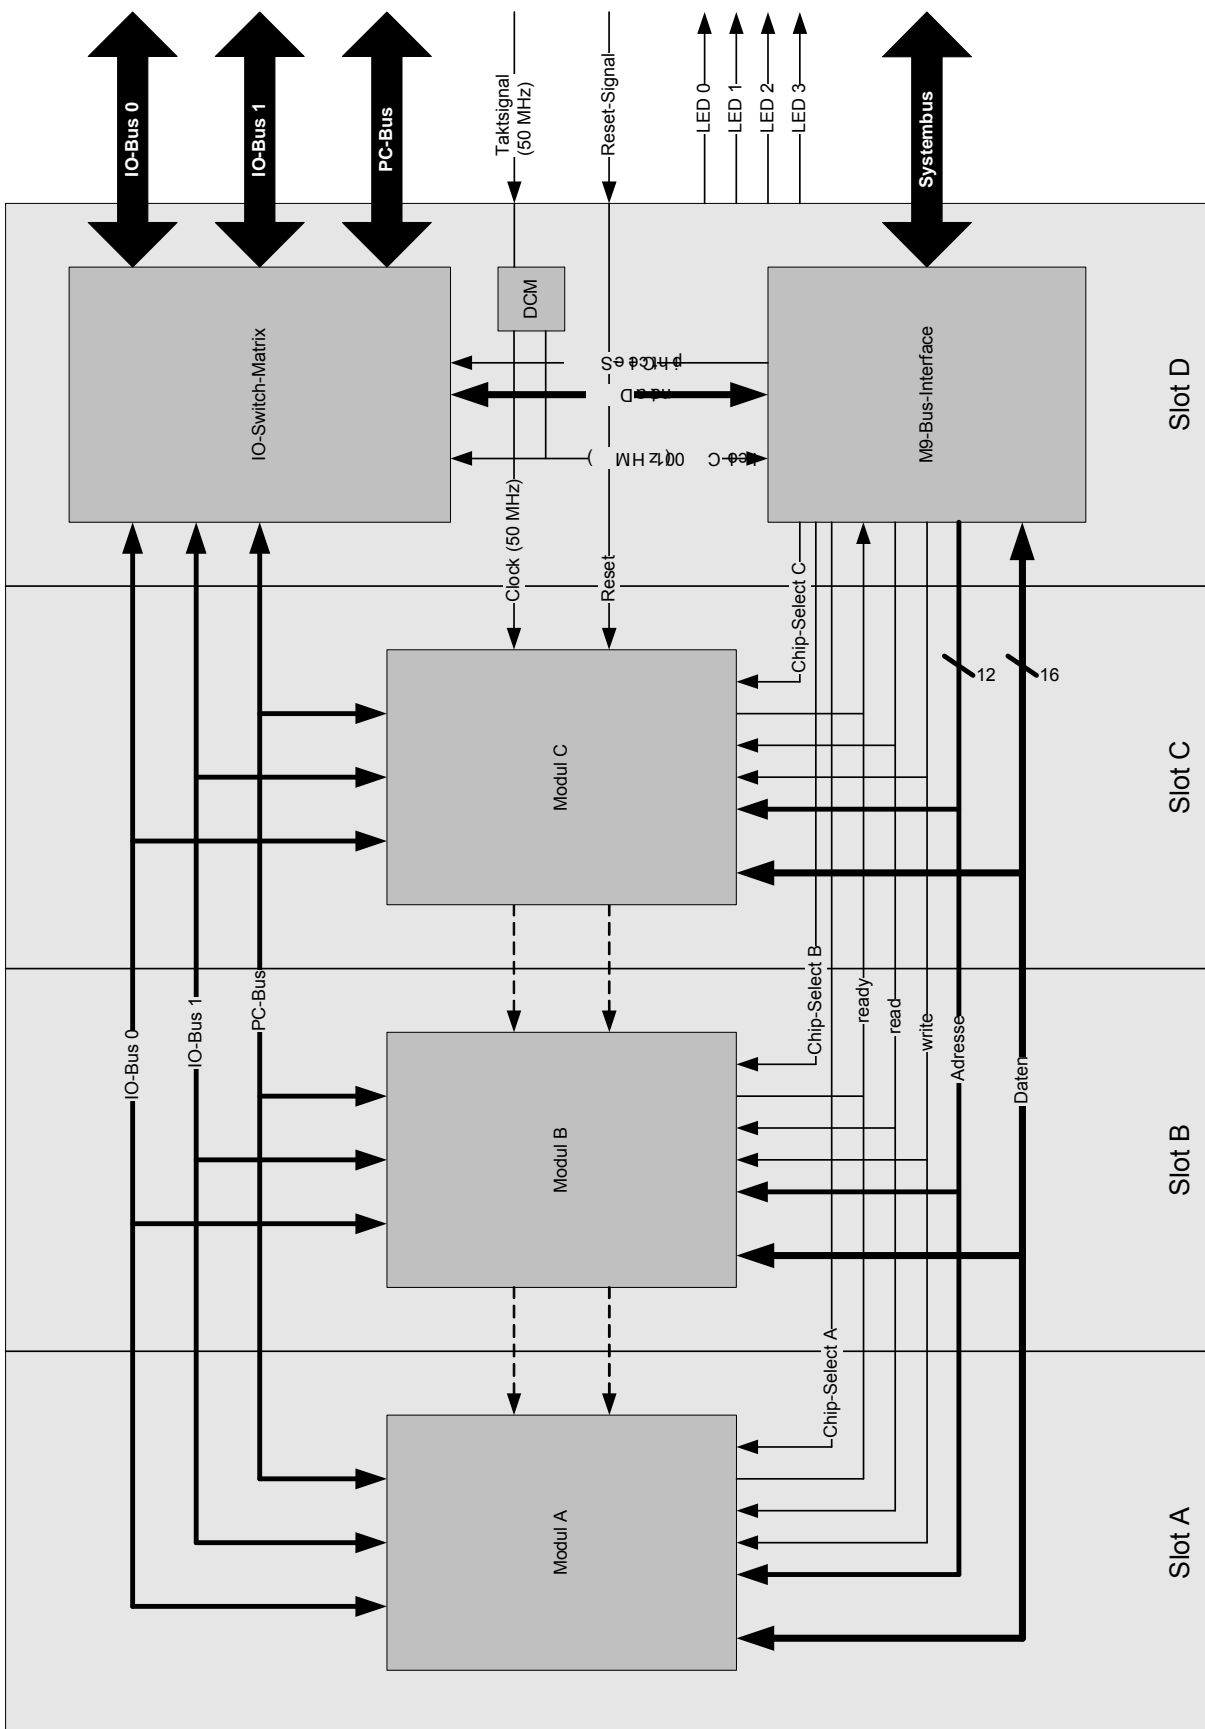 IO-Bus 0
IO-Bus 1
PC-Bus
Taktsignal
(50 MHz)
Reset-Signal
LED 0
LED 1
LED 2
LED 3
Systembus
IO-Switch-Matrix
DCM
M9-Bus-Interface
Slot D
Clock (50 MHz)
Reset
Chip-Select C
12
16
Modul C
Slot C
IO-Bus 0
IO-Bus 1
PC-Bus
Chip-Select B
ready
read
write
Adresse
Daten
Modul B
Slot B
Chip-Select A
Modul A
Slot A